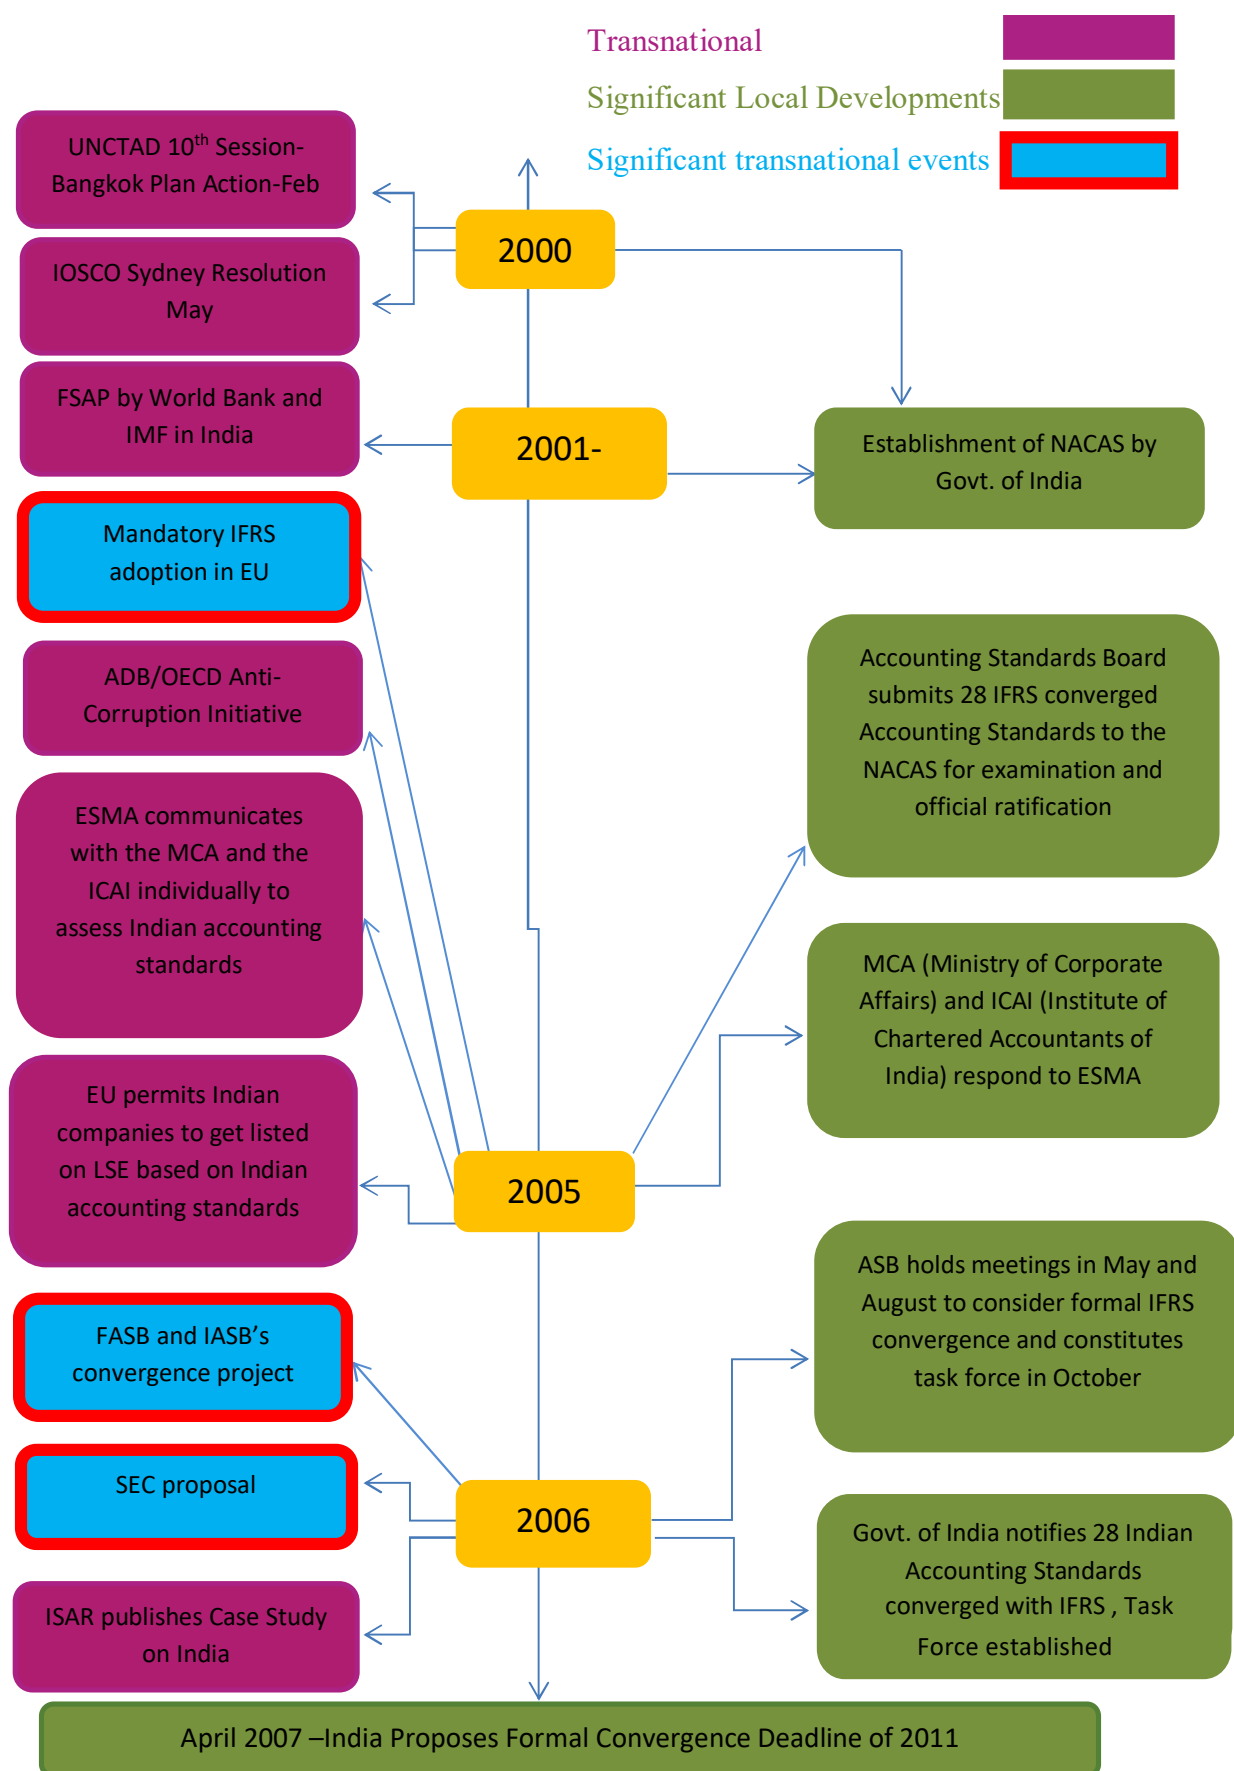 Transnational
Significant Local Developments
Significant transnational events
UNCTAD 10th Session-
Bangkok Plan Action-Feb
2000
IOSCO Sydney Resolution
May
FSAP by World Bank and
IMF in India
2001-
Establishment of NACAS by
Govt. of India
Mandatory IFRS
adoption in EU
ADB/OECD Anti-
Corruption Initiative
Accounting Standards Board
submits 28 IFRS converged
Accounting Standards to the
NACAS for examination and
official ratification
ESMA communicates
with the MCA and the
ICAI individually to
assess Indian accounting
standards
MCA (Ministry of Corporate
Affairs) and ICAI (Institute of
Chartered Accountants of
India) respond to ESMA
EU permits Indian
companies to get listed
on LSE based on Indian
accounting standards
2005
ASB holds meetings in May and
August to consider formal IFRS
convergence and constitutes
task force in October
FASB and IASB’s
convergence project
SEC proposal
2006
Govt. of India notifies 28 Indian
Accounting Standards
converged with IFRS , Task
Force established
ISAR publishes Case Study
on India
April 2007 –India Proposes Formal Convergence Deadline of 2011